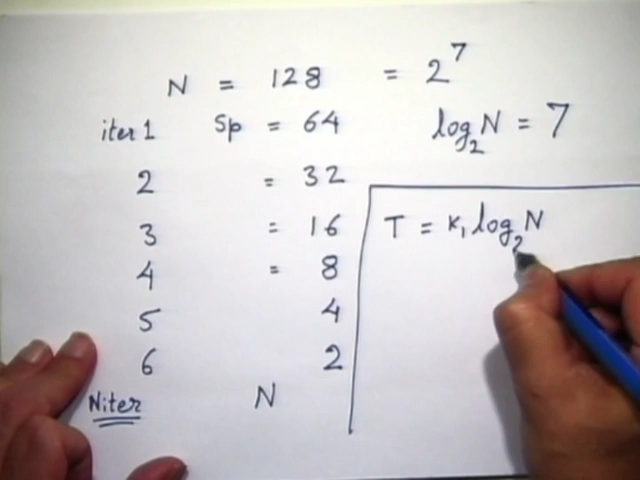 N = 128 = 2^7
iter 1 Sp = 64 log₂N = 7
2 = 32
3 = 16 T = K₁ log₂N
4 = 8
5 4
6 2
Niter N